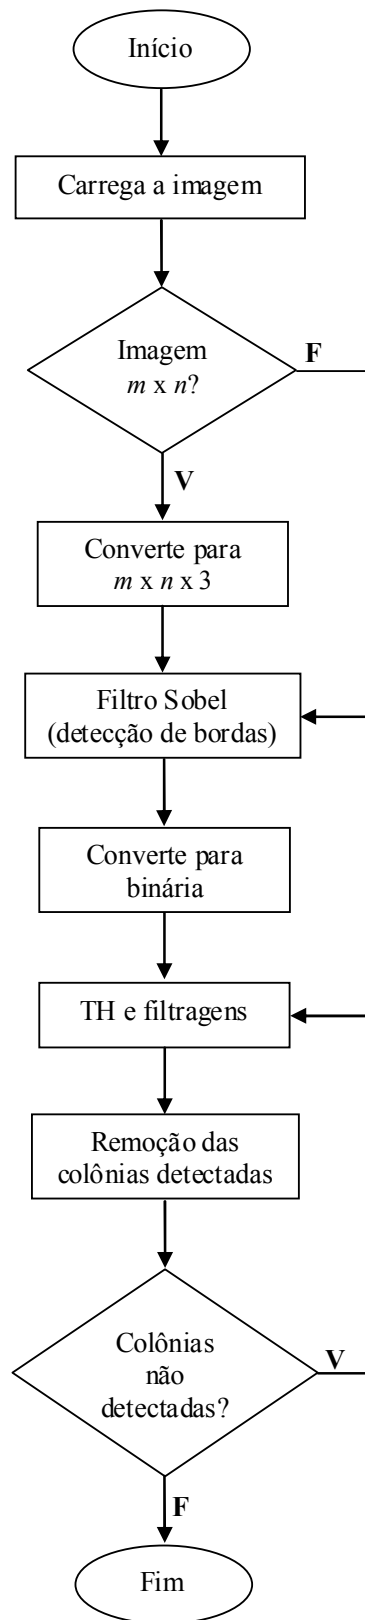 Início
Carrega a imagem
Imagem
m x n?
F
V
Converte para
m x n x 3
Filtro Sobel
(detecção de bordas)
Converte para
binária
TH e filtragens
Remoção das
colônias detectadas
Colônias
não
detectadas?
V
F
Fim